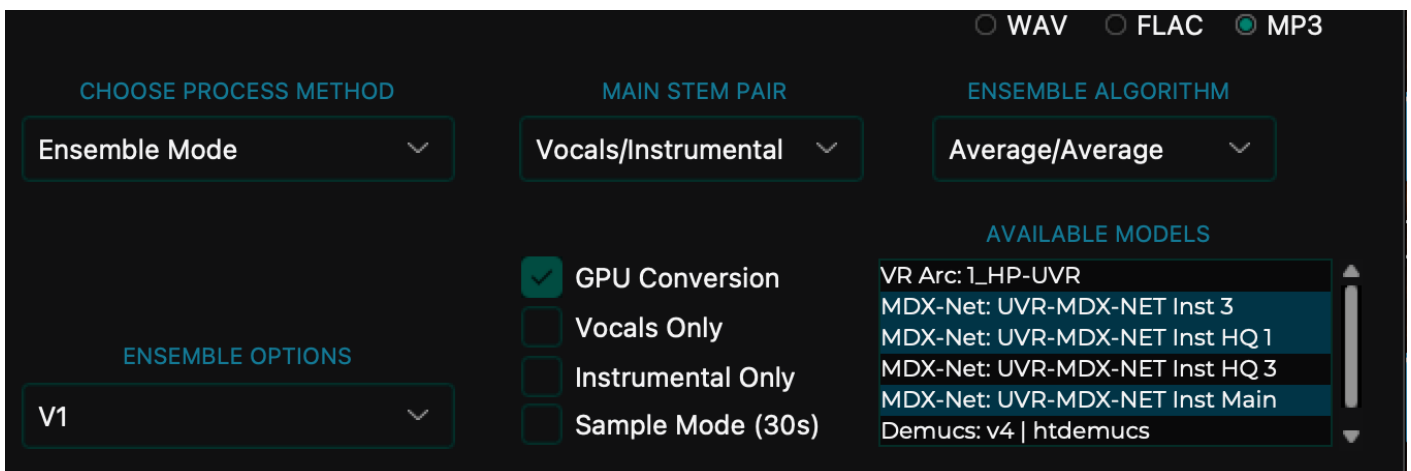 WAV FLAC MP3
CHOOSE PROCESS METHOD MAIN STEM PAIR ENSEMBLE ALGORITHM
Ensemble Mode Vocals/Instrumental Average/Average
AVAILABLE MODELS
GPU Conversion
Vocals Only
Instrumental Only
Sample Mode (30s)
VR Arc: 1_HP-UVR
MDX-Net: UVR-MDX-NET Inst 3
MDX-Net: UVR-MDX-NET Inst HQ 1
MDX-Net: UVR-MDX-NET Inst HQ 3
MDX-Net: UVR-MDX-NET Inst Main
Demucs: v4 | htdemucs
ENSEMBLE OPTIONS
V1